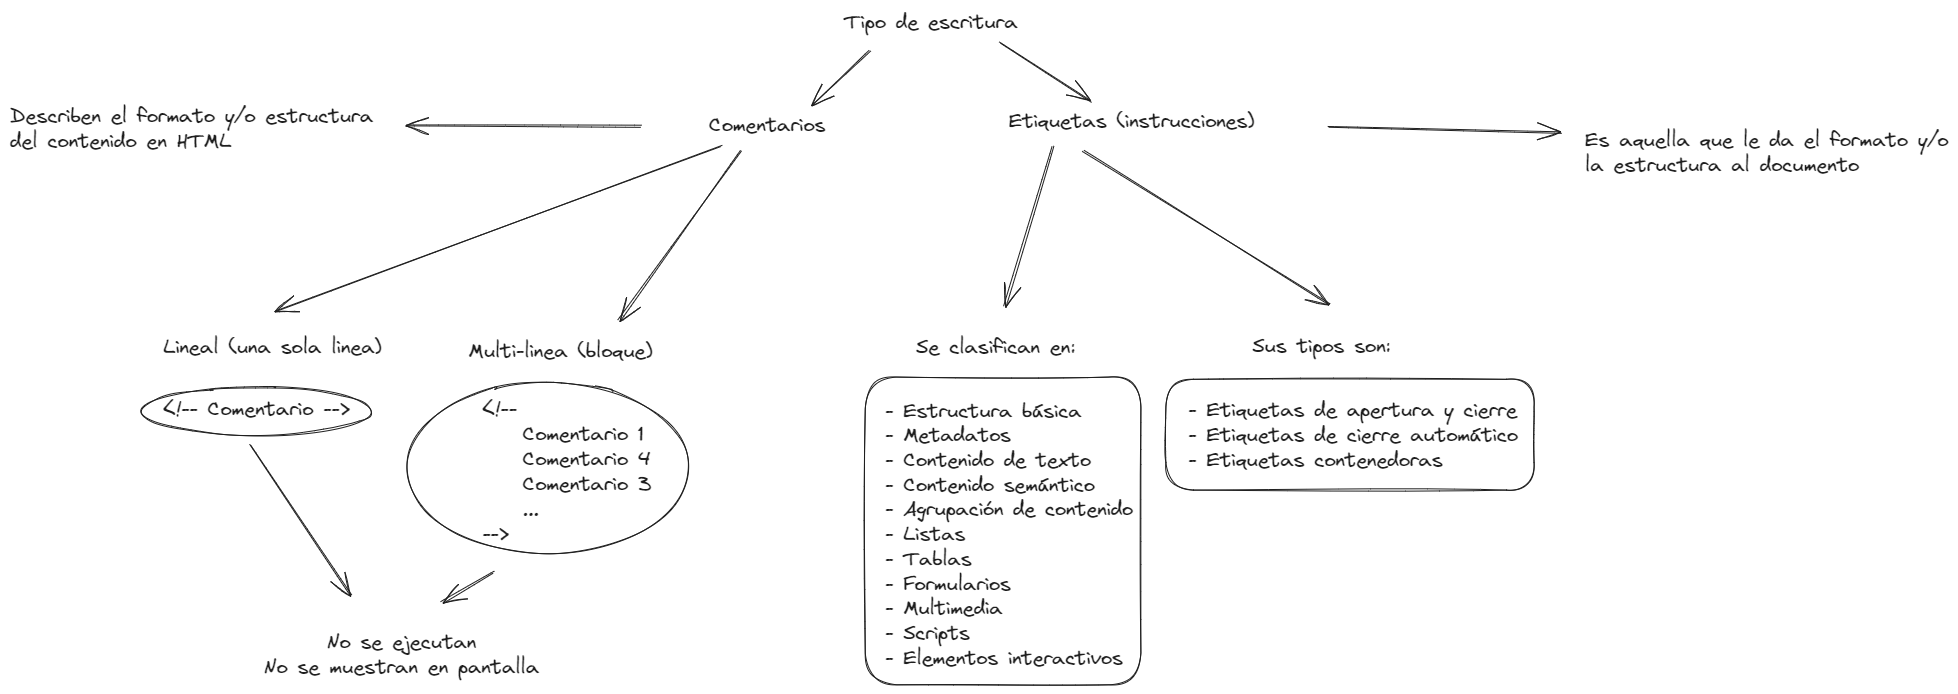 Tipo de escritura
Describen el formato y/o estructura
del contenido en HTML
Comentarios
Etiquetas (instrucciones)
Es aquella que le da el formato y/o
la estructura al documento
Lineal (una sola linea)
<!-- Comentario -->
Multi-linea (bloque)
<!--
Comentario 1
Comentario 4
Comentario 3
...
-->
No se ejecutan
No se muestran en pantalla
Se clasifican en:
- Estructura básica
- Metadatos
- Contenido de texto
- Contenido semántico
- Agrupación de contenido
- Listas
- Tablas
- Formularios
- Multimedia
- Scripts
- Elementos interactivos
Sus tipos son:
- Etiquetas de apertura y cierre
- Etiquetas de cierre automático
- Etiquetas contenedoras